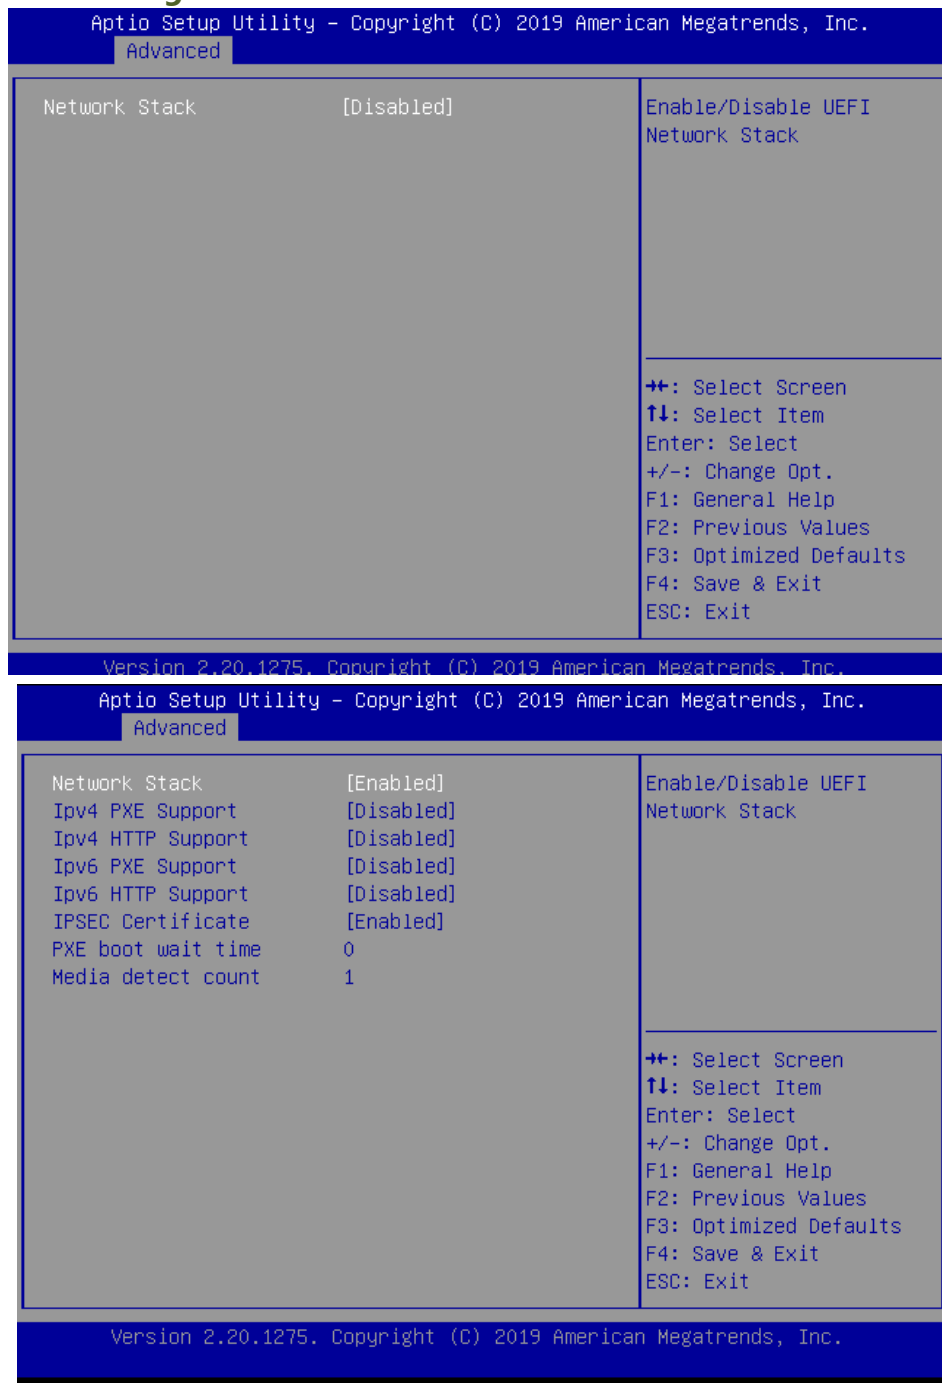 Aptio Setup Utility – Copyright (C) 2019 American Megatrends, Inc.
Advanced
Network Stack [Disabled]
Enable/Disable UEFI
Network Stack
→←: Select Screen
↑↓: Select Item
Enter: Select
+/-: Change Opt.
F1: General Help
F2: Previous Values
F3: Optimized Defaults
F4: Save & Exit
ESC: Exit
Version 2.20.1275. Copyright (C) 2019 American Megatrends, Inc.
Aptio Setup Utility – Copyright (C) 2019 American Megatrends, Inc.
Advanced
Network Stack [Enabled]
Ipv4 PXE Support [Disabled]
Ipv4 HTTP Support [Disabled]
Ipv6 PXE Support [Disabled]
Ipv6 HTTP Support [Disabled]
IPSEC Certificate [Enabled]
PXE boot wait time 0
Media detect count 1
Enable/Disable UEFI
Network Stack
→←: Select Screen
↑↓: Select Item
Enter: Select
+/-: Change Opt.
F1: General Help
F2: Previous Values
F3: Optimized Defaults
F4: Save & Exit
ESC: Exit
Version 2.20.1275. Copyright (C) 2019 American Megatrends, Inc.